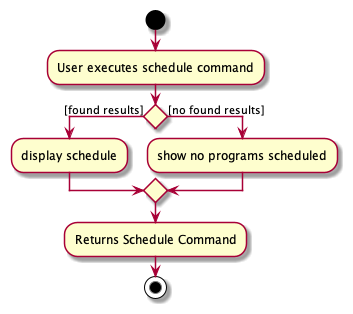 User executes schedule command
[found results]
[no found results]
display schedule
show no programs scheduled
Returns Schedule Command